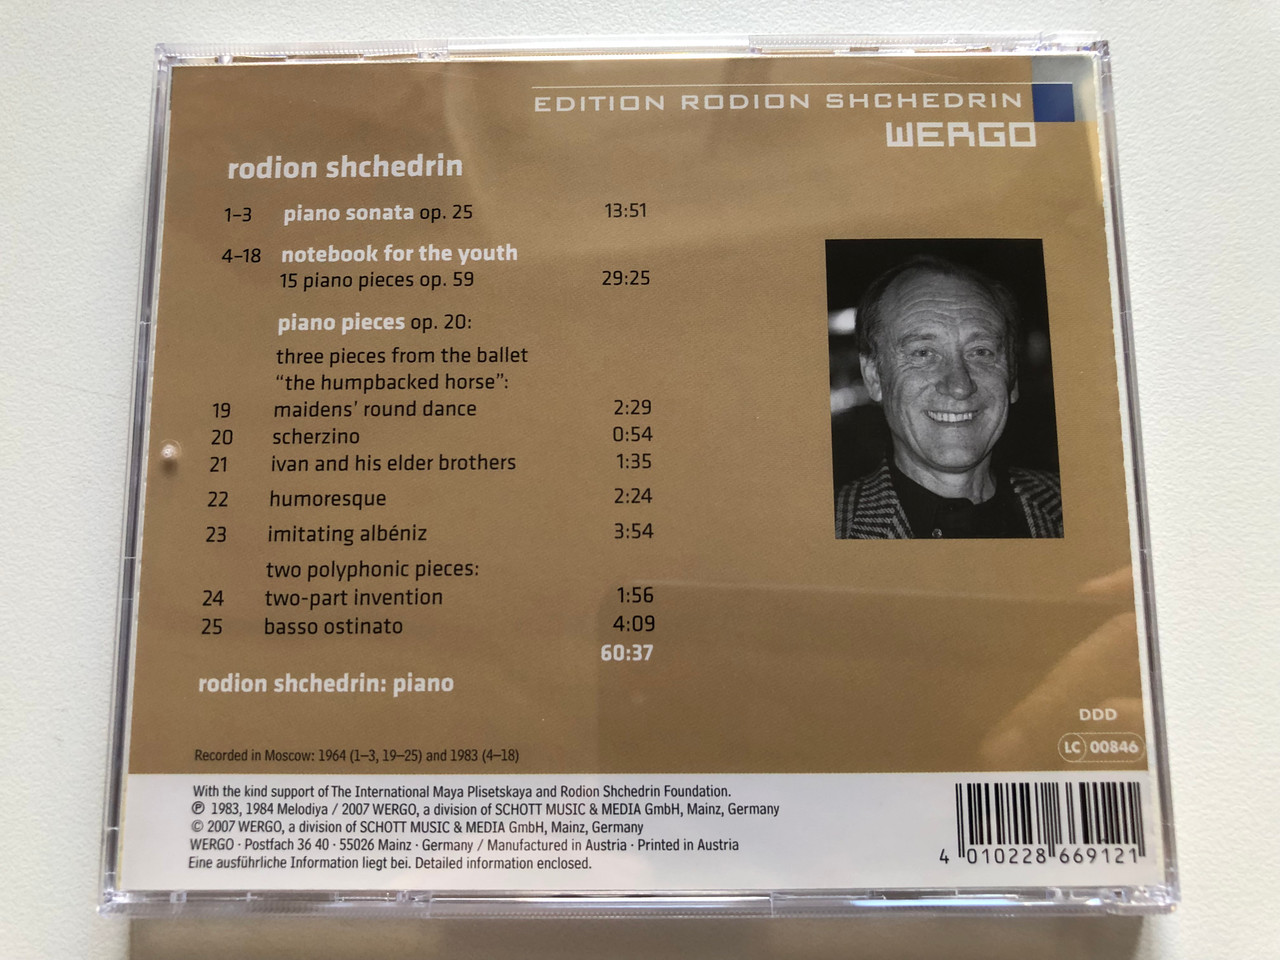 EDITION RODION SHCHEDRIN
WERGO
rodion shchedrin
1–3 piano sonata op. 25 13:51
4–18 notebook for the youth
15 piano pieces op. 59 29:25
piano pieces op. 20:
three pieces from the ballet
“the humpbacked horse”:
19 maidens’ round dance 2:29
20 scherzino 0:54
21 ivan and his elder brothers 1:35
22 humoresque 2:24
23 imitating albéniz 3:54
two polyphonic pieces:
24 two-part invention 1:56
25 basso ostinato 4:09
60:37
rodion shchedrin: piano
DDD
LC 00846
Recorded in Moscow: 1964 (1–3, 19–25) and 1983 (4–18)
With the kind support of The International Maya Plisetskaya and Rodion Shchedrin Foundation.
℗ 1983, 1984 Melodiya / 2007 WERGO, a division of SCHOTT MUSIC & MEDIA GmbH, Mainz, Germany
© 2007 WERGO, a division of SCHOTT MUSIC & MEDIA GmbH, Mainz, Germany
WERGO · Postfach 36 40 · 55026 Mainz · Germany / Manufactured in Austria · Printed in Austria
Eine ausführliche Information liegt bei. Detailed information enclosed.
4 010228 669121